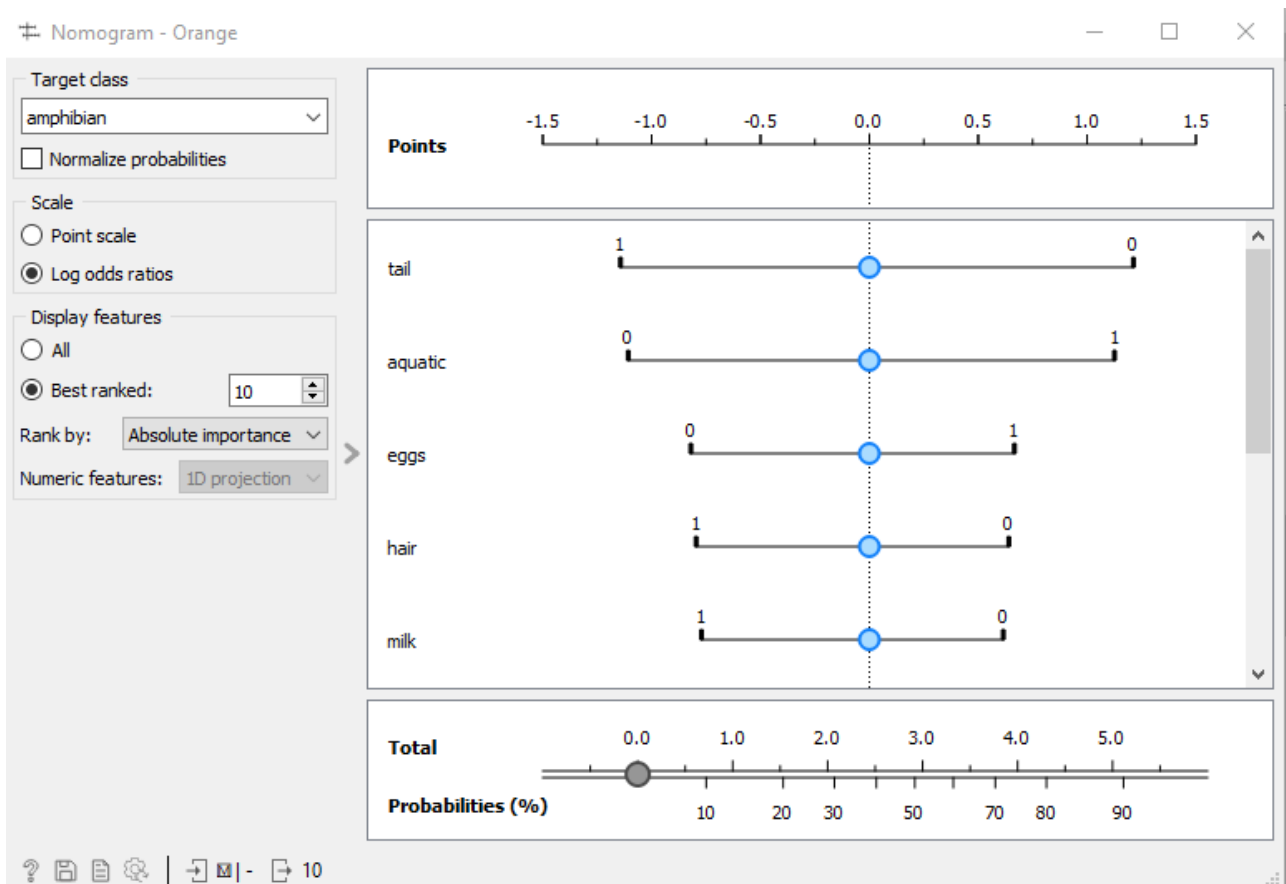 Nomogram - Orange
Target class
amphibian
Normalize probabilities
Scale
Point scale
Log odds ratios
Display features
All
Best ranked: 10
Rank by: Absolute importance
Numeric features: 1D projection
-1.5 -1.0 -0.5 0.0 0.5 1.0 1.5
Points
1 0
tail
0 1
aquatic
0 1
eggs
1 0
hair
1 0
milk
0.0 1.0 2.0 3.0 4.0 5.0
Total
Probabilities (%)
10 20 30 50 70 80 90
? M | - 10